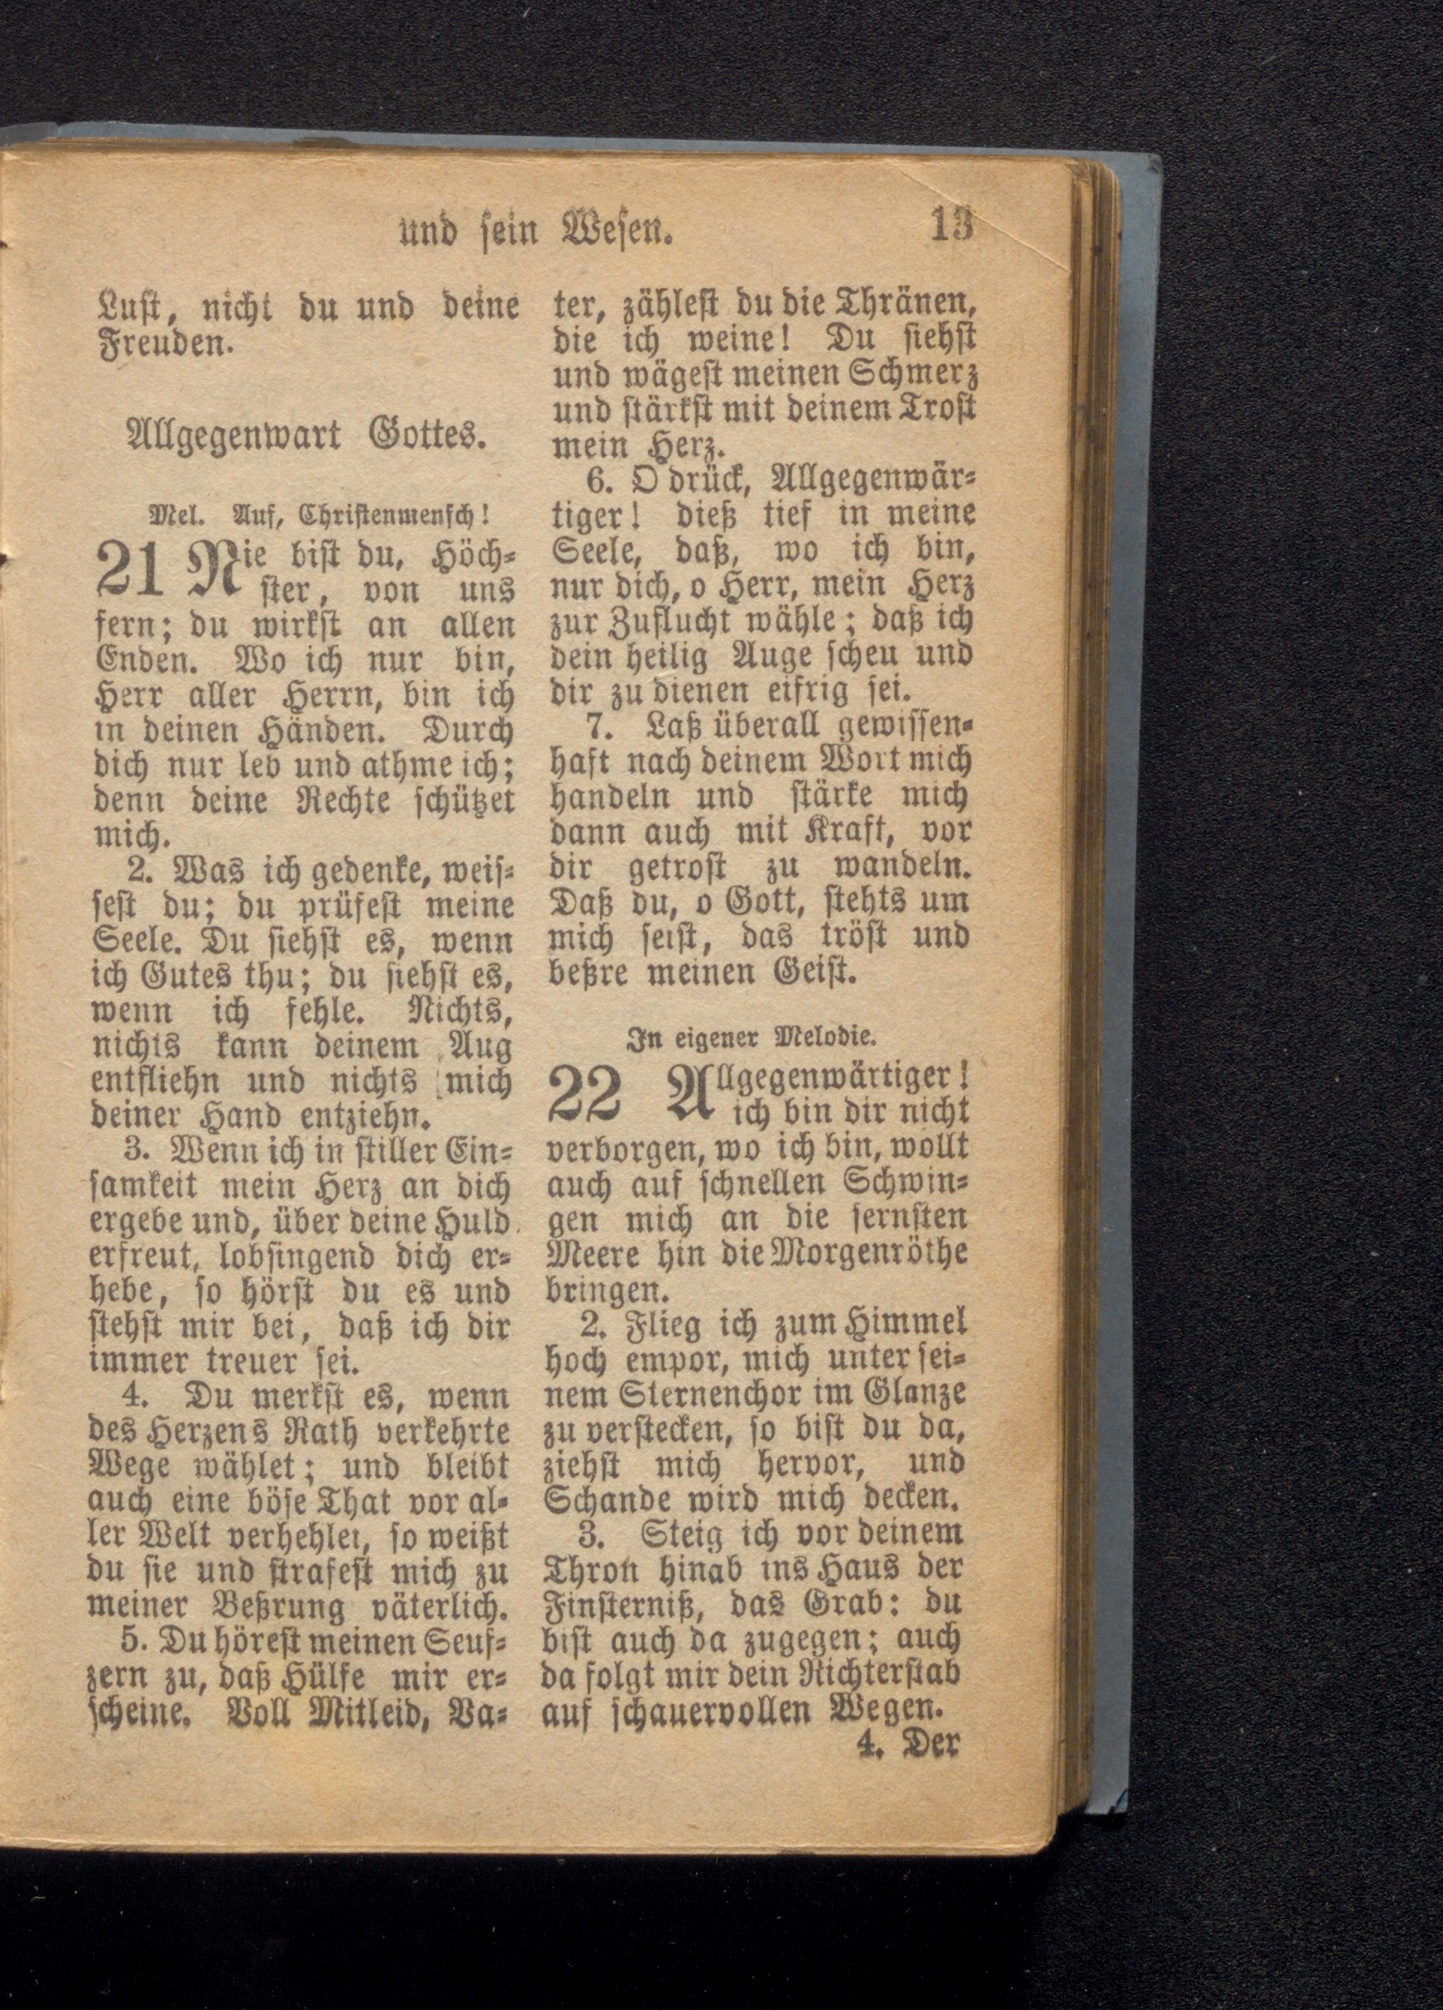 und sein Wesen.
13
Lust, nicht du und deine
Freuden.
Allgegenwart Gottes.
Mel. Auf, Christenmensch!
21 Nie bist du, Höch-
ster, von uns
fern; du wirkst an allen
Enden. Wo ich nur bin,
Herr aller Herrn, bin ich
in deinen Händen. Durch
dich nur leb und athme ich;
denn deine Rechte schützet
mich.
2. Was ich gedenke, weis-
sest du; du prüfest meine
Seele. Du siehst es, wenn
ich Gutes thu; du siehst es,
wenn ich fehle. Nichts,
nichts kann deinem Aug
entfliehn und nichts mich
deiner Hand entziehn.
3. Wenn ich in stiller Ein-
samkeit mein Herz an dich
ergebe und, über deine Huld
erfreut, lobsingend dich er-
hebe, so hörst du es und
stehst mir bei, daß ich dir
immer treuer sei.
4. Du merkst es, wenn
des Herzens Rath verkehrte
Wege wählet; und bleibt
auch eine böse That vor al-
ler Welt verhehlet, so weißt
du sie und strafest mich zu
meiner Beßrung väterlich.
5. Du hörest meinen Seuf-
zern zu, daß Hülfe mir er-
scheine. Voll Mitleid, Va-
ter, zählest du die Thränen,
die ich weine! Du siehst
und wägest meinen Schmerz
und stärkst mit deinem Trost
mein Herz.
6. O drück, Allgegenwär-
tiger! dieß tief in meine
Seele, daß, wo ich bin,
nur dich, o Herr, mein Herz
zur Zuflucht wähle; daß ich
dein heilig Auge scheu und
dir zu dienen eifrig sei.
7. Laß überall gewissen-
haft nach deinem Wort mich
handeln und stärke mich
dann auch mit Kraft, vor
dir getrost zu wandeln.
Daß du, o Gott, stehts um
mich seist, das tröst und
beßre meinen Geist.
In eigener Melodie.
22 Allgegenwärtiger!
ich bin dir nicht
verborgen, wo ich bin, wollt
auch auf schnellen Schwin-
gen mich an die fernsten
Meere hin die Morgenröthe
bringen.
2. Flieg ich zum Himmel
hoch empor, mich unter sei-
nem Sternenchor im Glanze
zu verstecken, so bist du da,
ziehst mich hervor, und
Schande wird mich decken.
3. Steig ich vor deinem
Thron hinab ins Haus der
Finsterniß, das Grab: du
bist auch da zugegen; auch
da folgt mir dein Richterstab
auf schauervollen Wegen.
4. Der